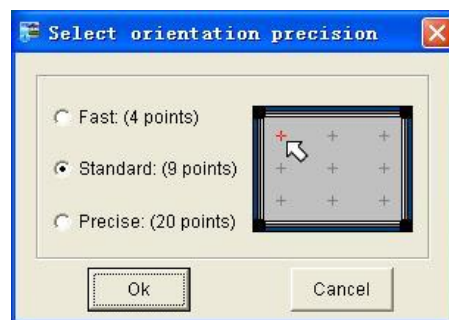 Select orientation precision
Fast: (4 points)
Standard: (9 points)
Precise: (20 points)
Ok
Cancel